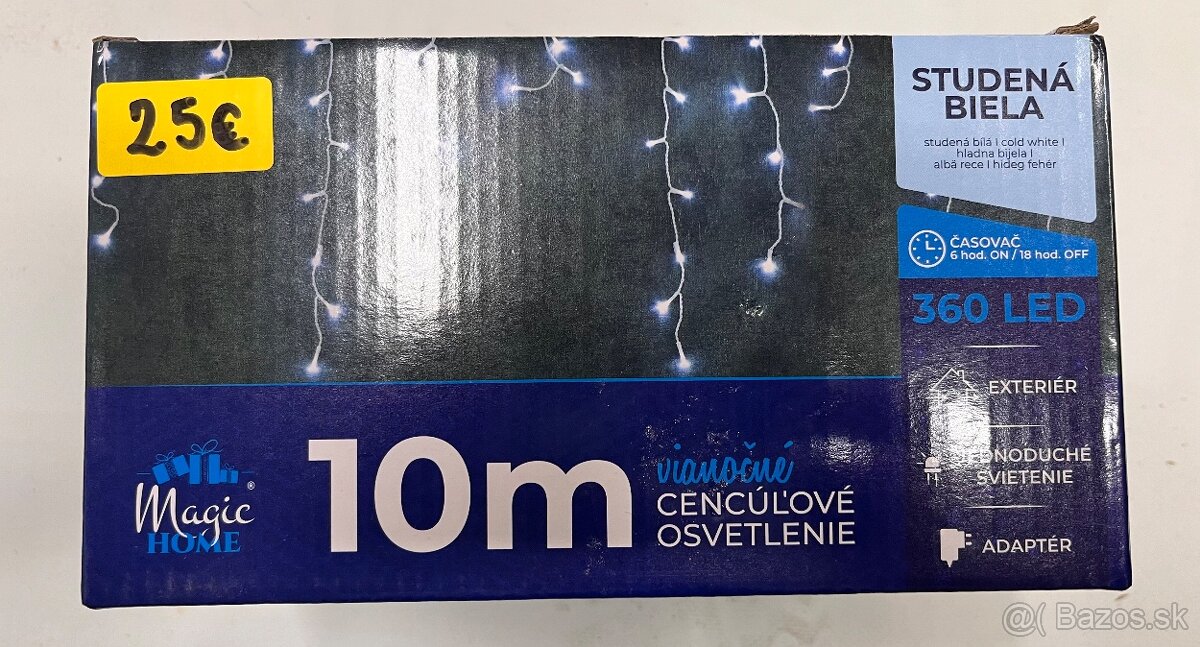 25€
STUDENÁ
BIELA
studená bílá I cold white I
hladna bijela I
albă rece I hideg fehér
ČASOVAČ
6 hod. ON / 18 hod. OFF
360 LED
EXTERIÉR
JEDNODUCHÉ
SVIETENIE
ADAPTÉR
Magic®
HOME
10m
vianočné
CENCÚĽOVÉ
OSVETLENIE
@( Bazos.sk